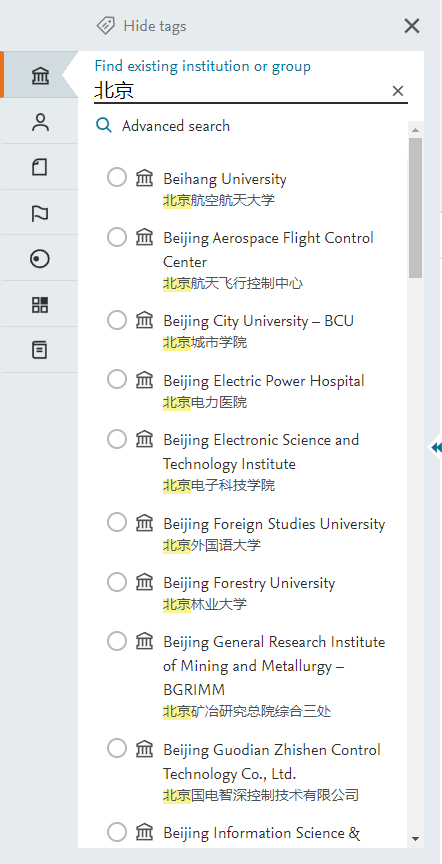 Hide tags
Find existing institution or group
北京
Advanced search
Beihang University
北京航空航天大学
Beijing Aerospace Flight Control
Center
北京航天飞行控制中心
Beijing City University – BCU
北京城市学院
Beijing Electric Power Hospital
北京电力医院
Beijing Electronic Science and
Technology Institute
北京电子科技学院
Beijing Foreign Studies University
北京外国语大学
Beijing Forestry University
北京林业大学
Beijing General Research Institute
of Mining and Metallurgy –
BGRIMM
北京矿冶研究总院综合三处
Beijing Guodian Zhishen Control
Technology Co., Ltd.
北京国电智深控制技术有限公司
Beijing Information Science &